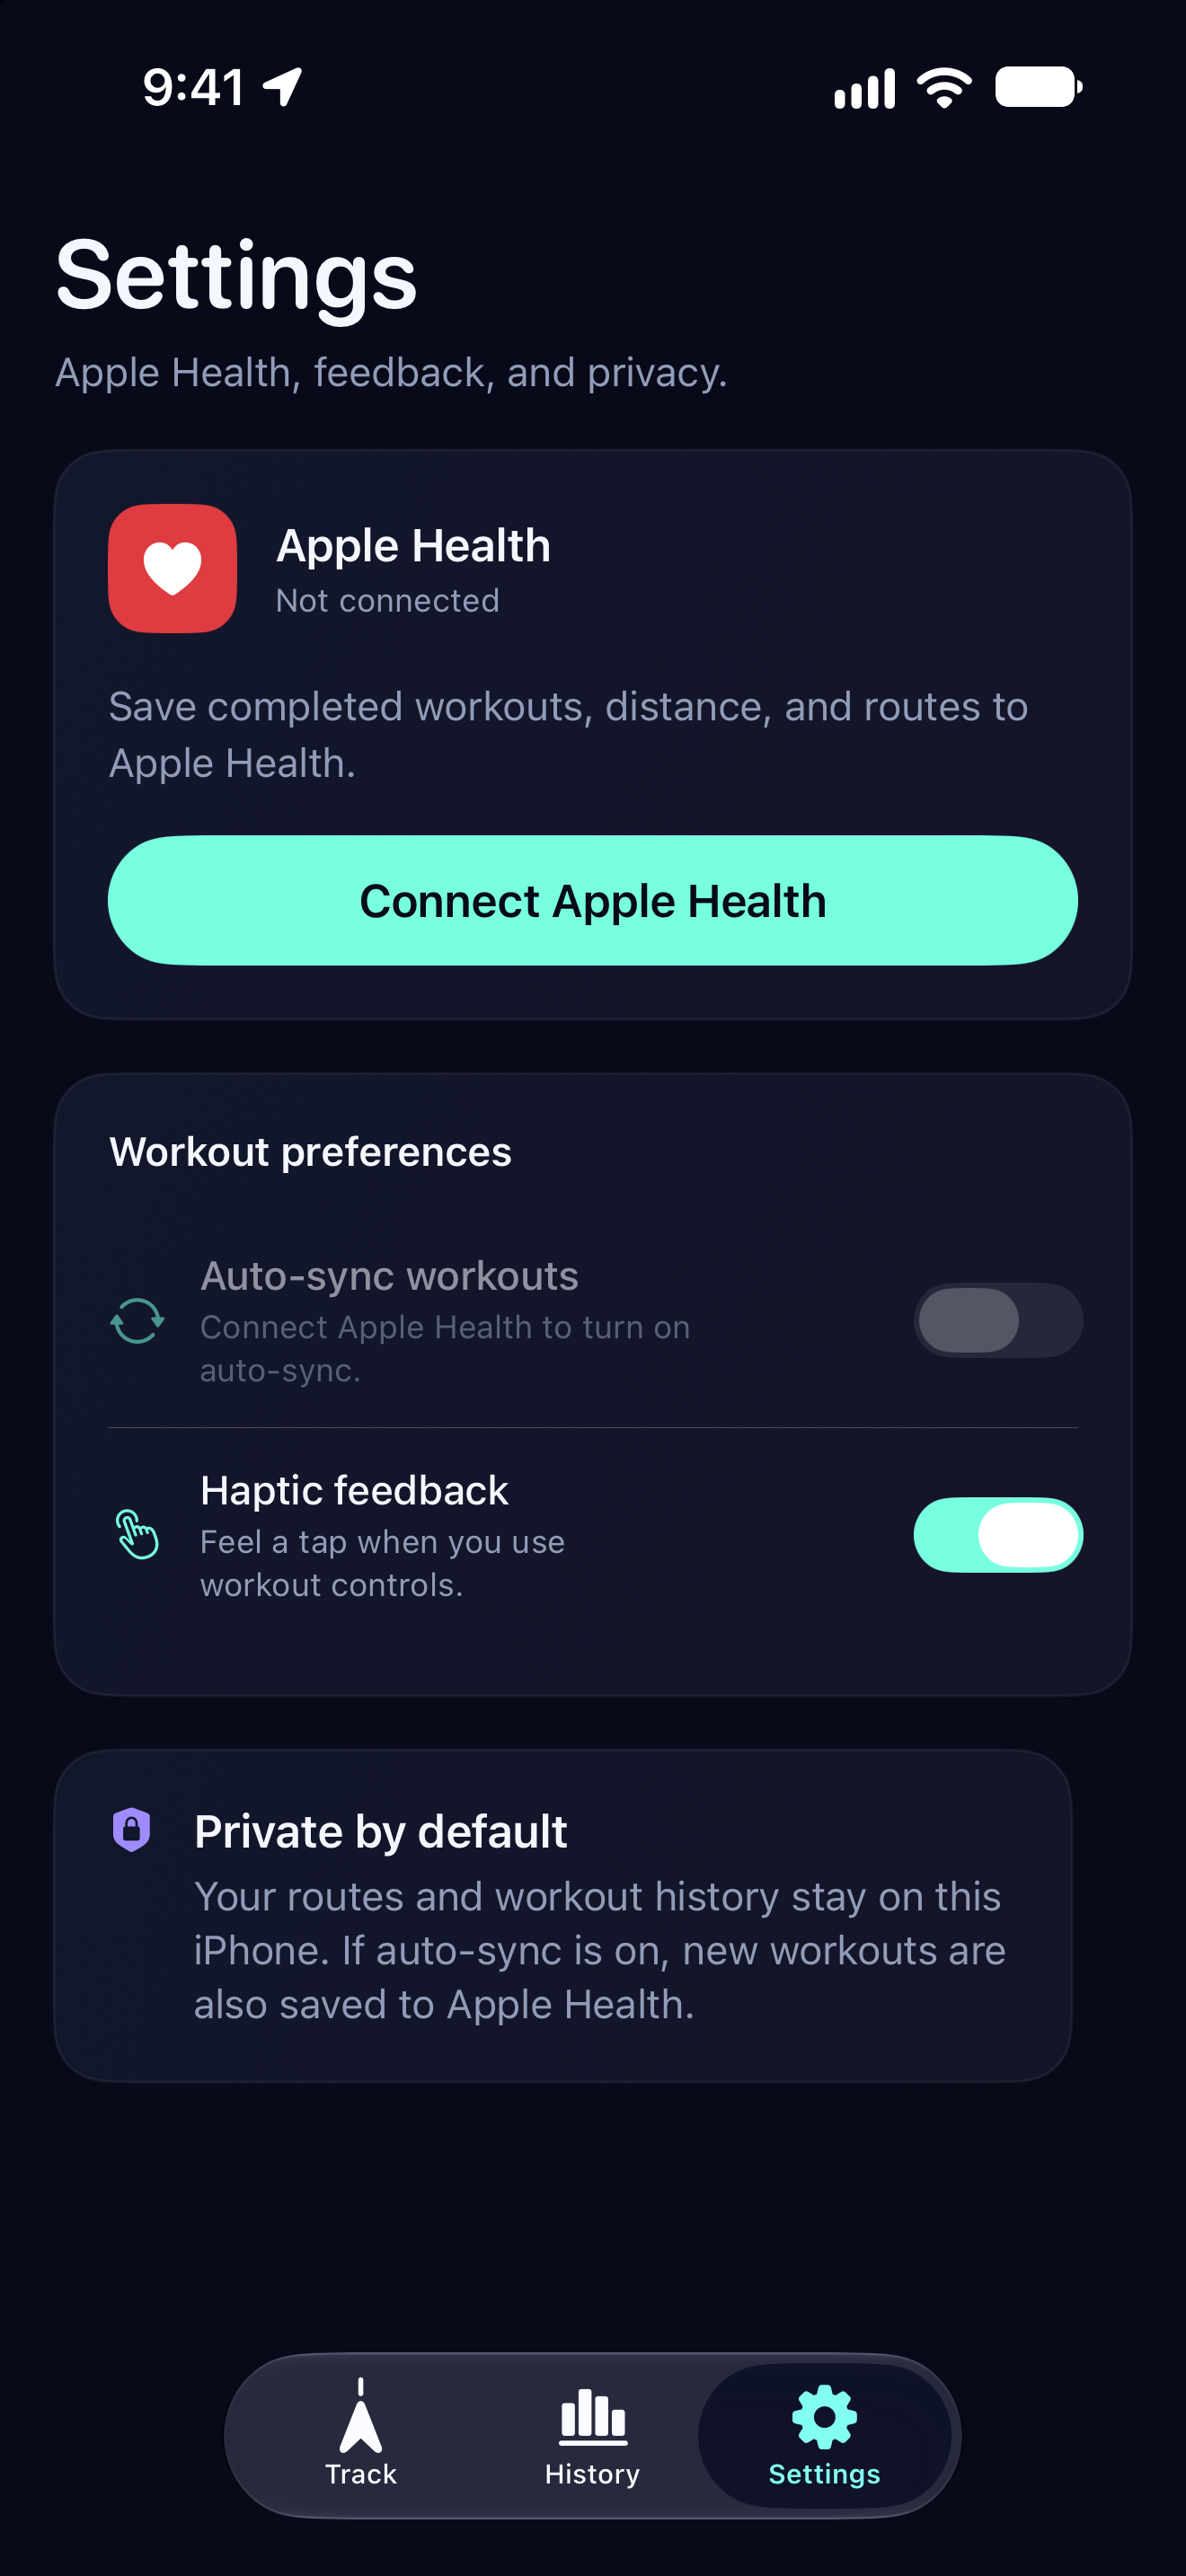 9:41
Settings
Apple Health, feedback, and privacy.
Apple Health
Not connected
Save completed workouts, distance, and routes to
Apple Health.
Connect Apple Health
Workout preferences
Auto-sync workouts
Connect Apple Health to turn on
auto-sync.
Haptic feedback
Feel a tap when you use
workout controls.
Private by default
Your routes and workout history stay on this
iPhone. If auto-sync is on, new workouts are
also saved to Apple Health.
Track
History
Settings